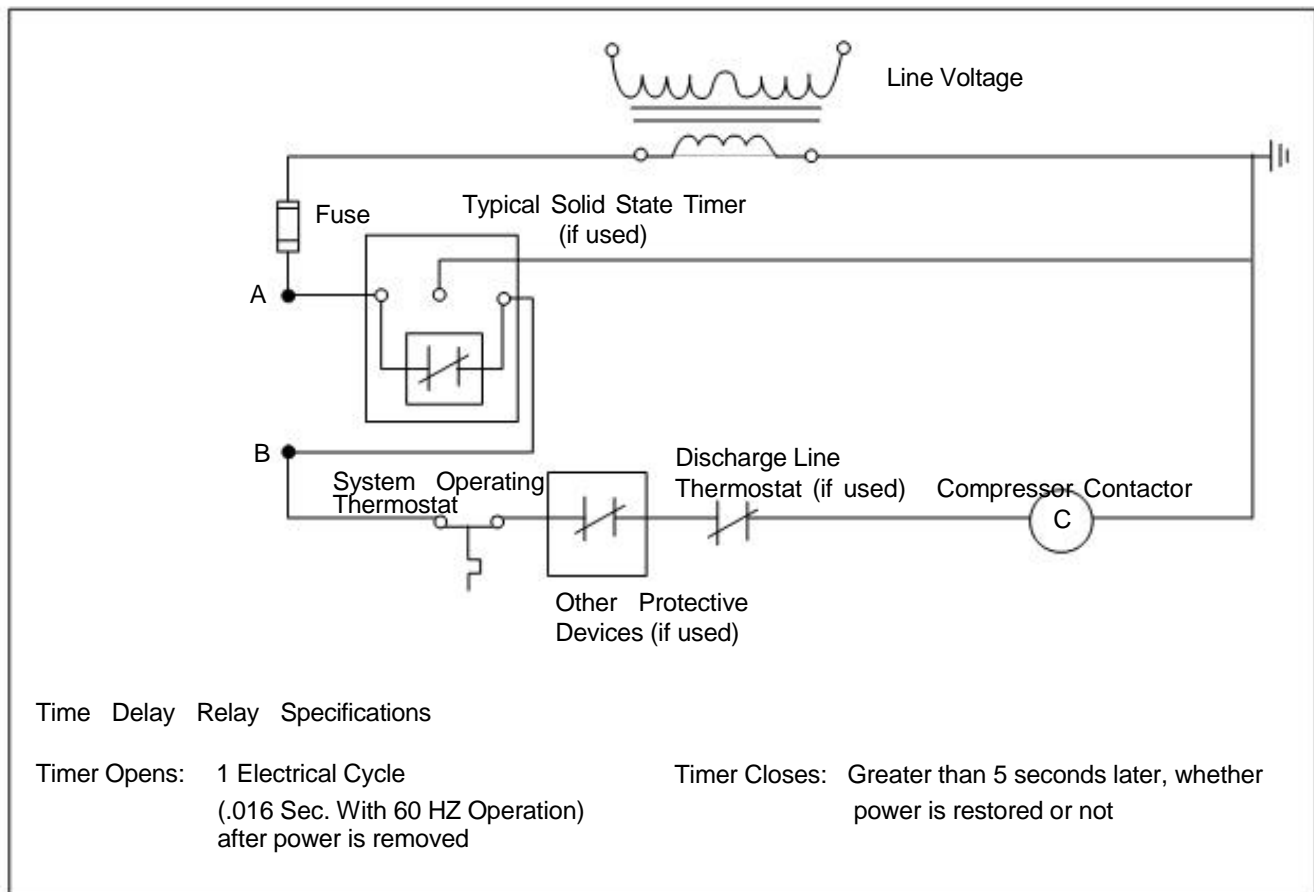 Line Voltage
Fuse
Typical Solid State Timer
(if used)
A
B
System Operating
Thermostat
Discharge Line
Thermostat (if used)
Compressor Contactor
C
Other Protective
Devices (if used)
Time Delay Relay Specifications
Timer Opens: 1 Electrical Cycle
(.016 Sec. With 60 HZ Operation)
after power is removed
Timer Closes: Greater than 5 seconds later, whether
power is restored or not